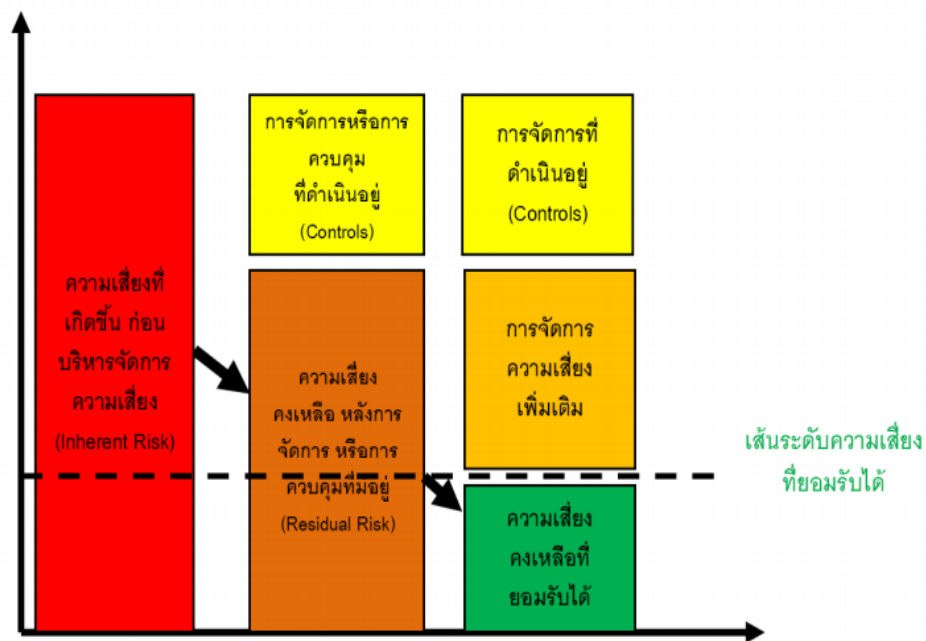 ความเสี่ยงที่
เกิดขึ้น ก่อน
บริหารจัดการ
ความเสี่ยง
(Inherent Risk)
การจัดการหรือการ
ควบคุม
ที่ดำเนินอยู่
(Controls)
ความเสี่ยง
คงเหลือ หลังการ
จัดการ หรือการ
ควบคุมที่มีอยู่
(Residual Risk)
การจัดการที่
ดำเนินอยู่
(Controls)
การจัดการ
ความเสี่ยง
เพิ่มเติม
ความเสี่ยง
คงเหลือที่
ยอมรับได้
เส้นระดับความเสี่ยง
ที่ยอมรับได้